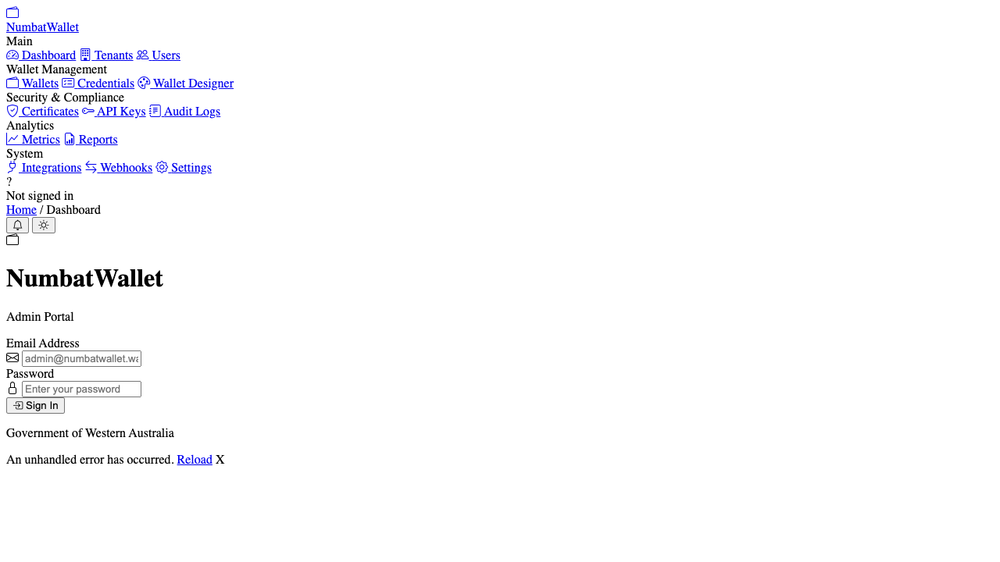 NumbatWallet
Main
Dashboard Tenants Users
Wallet Management
Wallets Credentials Wallet Designer
Security & Compliance
Certificates API Keys Audit Logs
Analytics
Metrics Reports
System
Integrations Webhooks Settings
?
Not signed in
Home / Dashboard
NumbatWallet
Admin Portal
Email Address
admin@numbatwallet.wa
Password
Enter your password
Sign In
Government of Western Australia
An unhandled error has occurred. Reload X